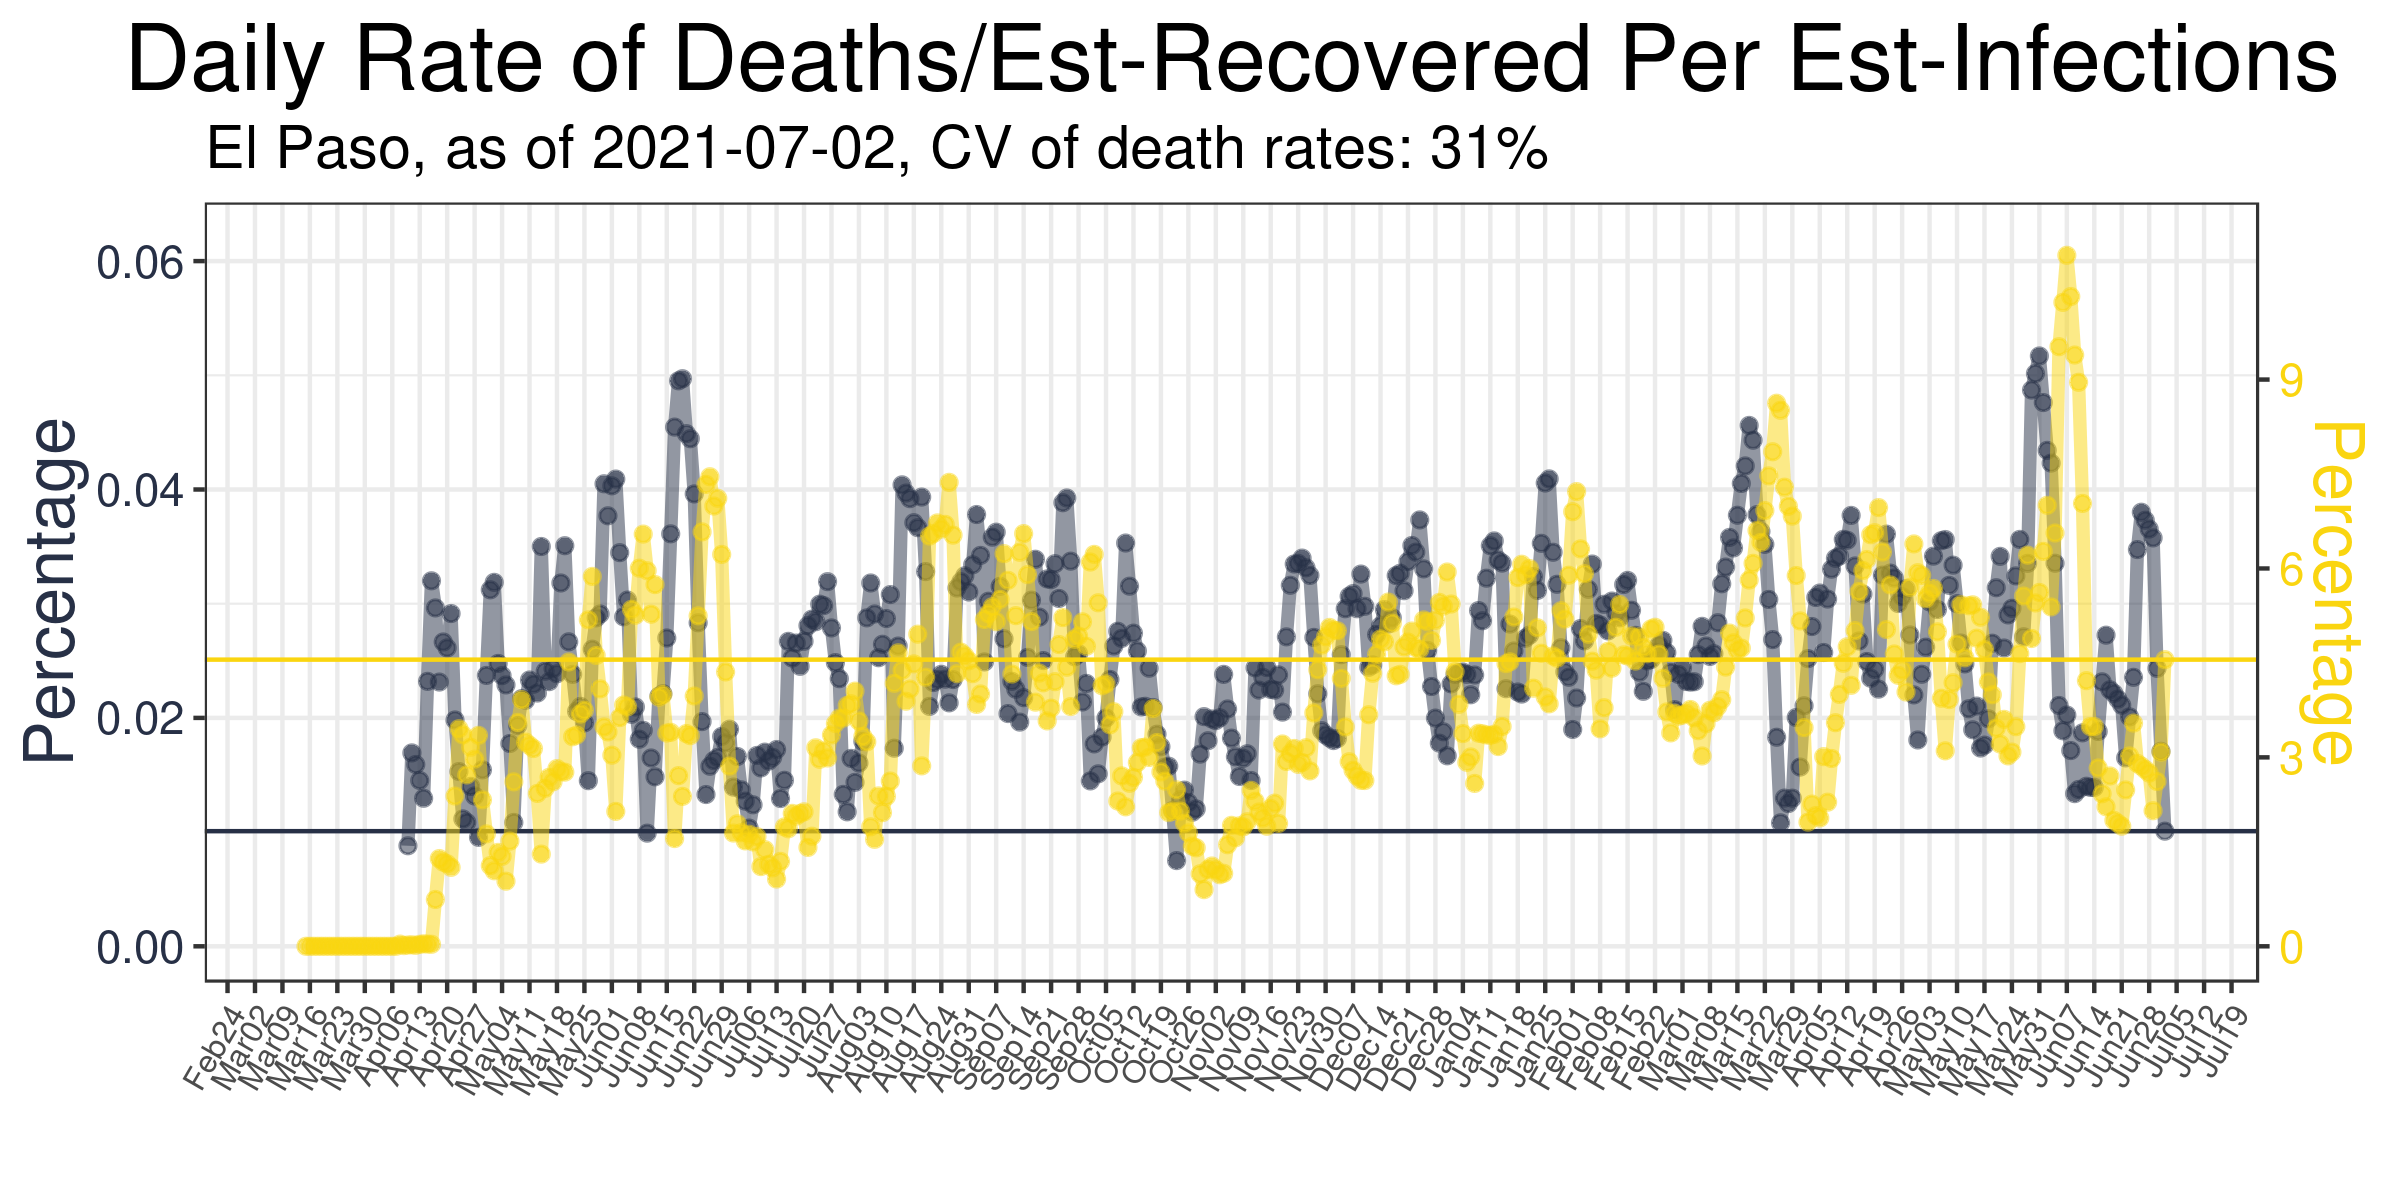 Daily Rate of Deaths/Est-Recovered Per Est-Infections
El Paso, as of 2021-07-02, CV of death rates: 31%
Percentage
0.06
0.04
0.02
0.00
9
6
3
0
Percentage
Feb24
Mar02
Mar09
Mar16
Mar23
Mar30
Apr06
Apr13
Apr20
Apr27
May04
May11
May18
May25
Jun01
Jun08
Jun15
Jun22
Jun29
Jul06
Jul13
Jul20
Jul27
Aug03
Aug10
Aug17
Aug24
Aug31
Sep07
Sep14
Sep21
Sep28
Oct05
Oct12
Oct19
Oct26
Nov02
Nov09
Nov16
Nov23
Nov30
Dec07
Dec14
Dec21
Dec28
Jan04
Jan11
Jan18
Jan25
Feb01
Feb08
Feb15
Feb22
Mar01
Mar08
Mar15
Mar22
Mar29
Apr05
Apr12
Apr19
Apr26
May03
May10
May17
May24
May31
Jun07
Jun14
Jun21
Jun28
Jul05
Jul12
Jul19